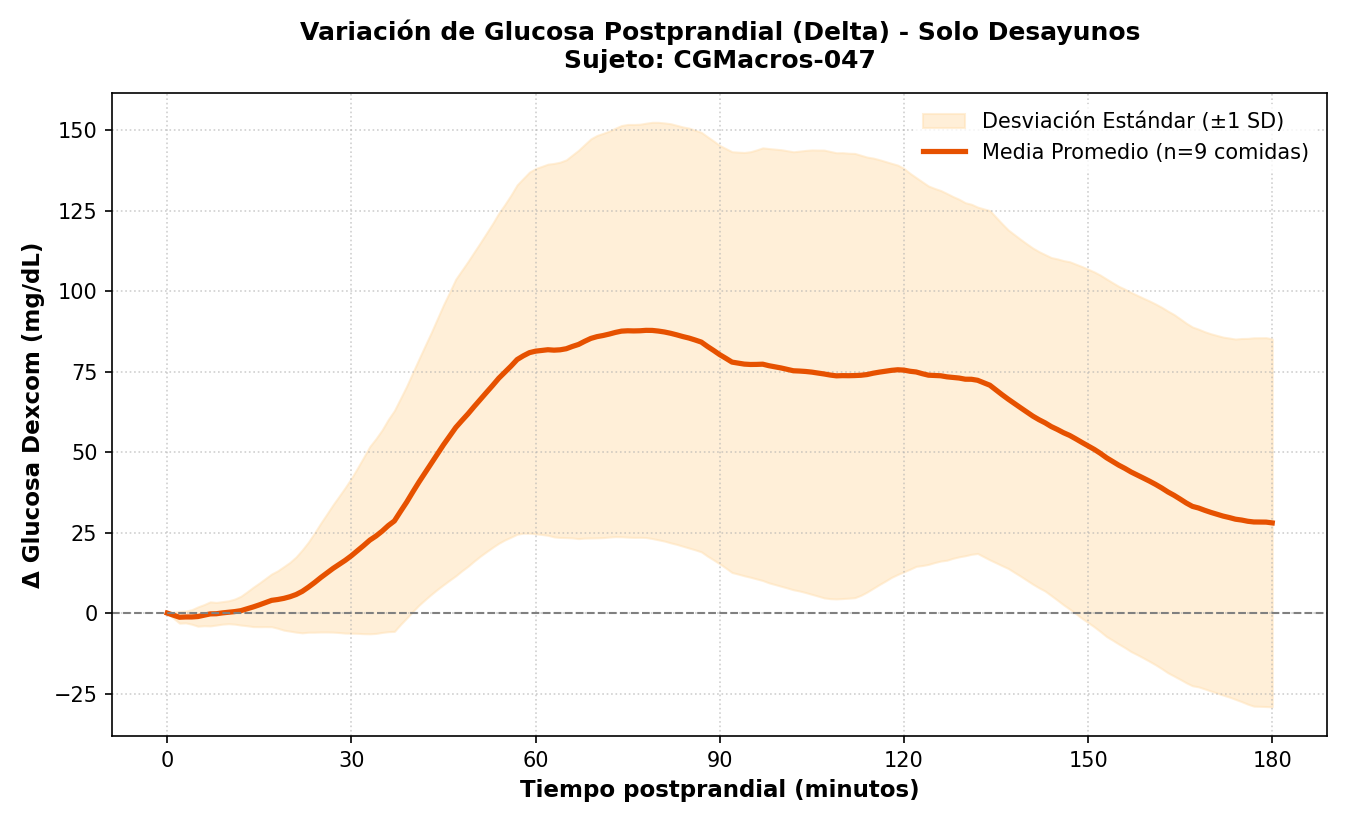 Variación de Glucosa Postprandial (Delta) - Solo Desayunos
Sujeto: CGMacros-047
Desviación Estándar (±1 SD)
Media Promedio (n=9 comidas)
Δ Glucosa Dexcom (mg/dL)
150
125
100
75
50
25
0
−25
0 30 60 90 120 150 180
Tiempo postprandial (minutos)